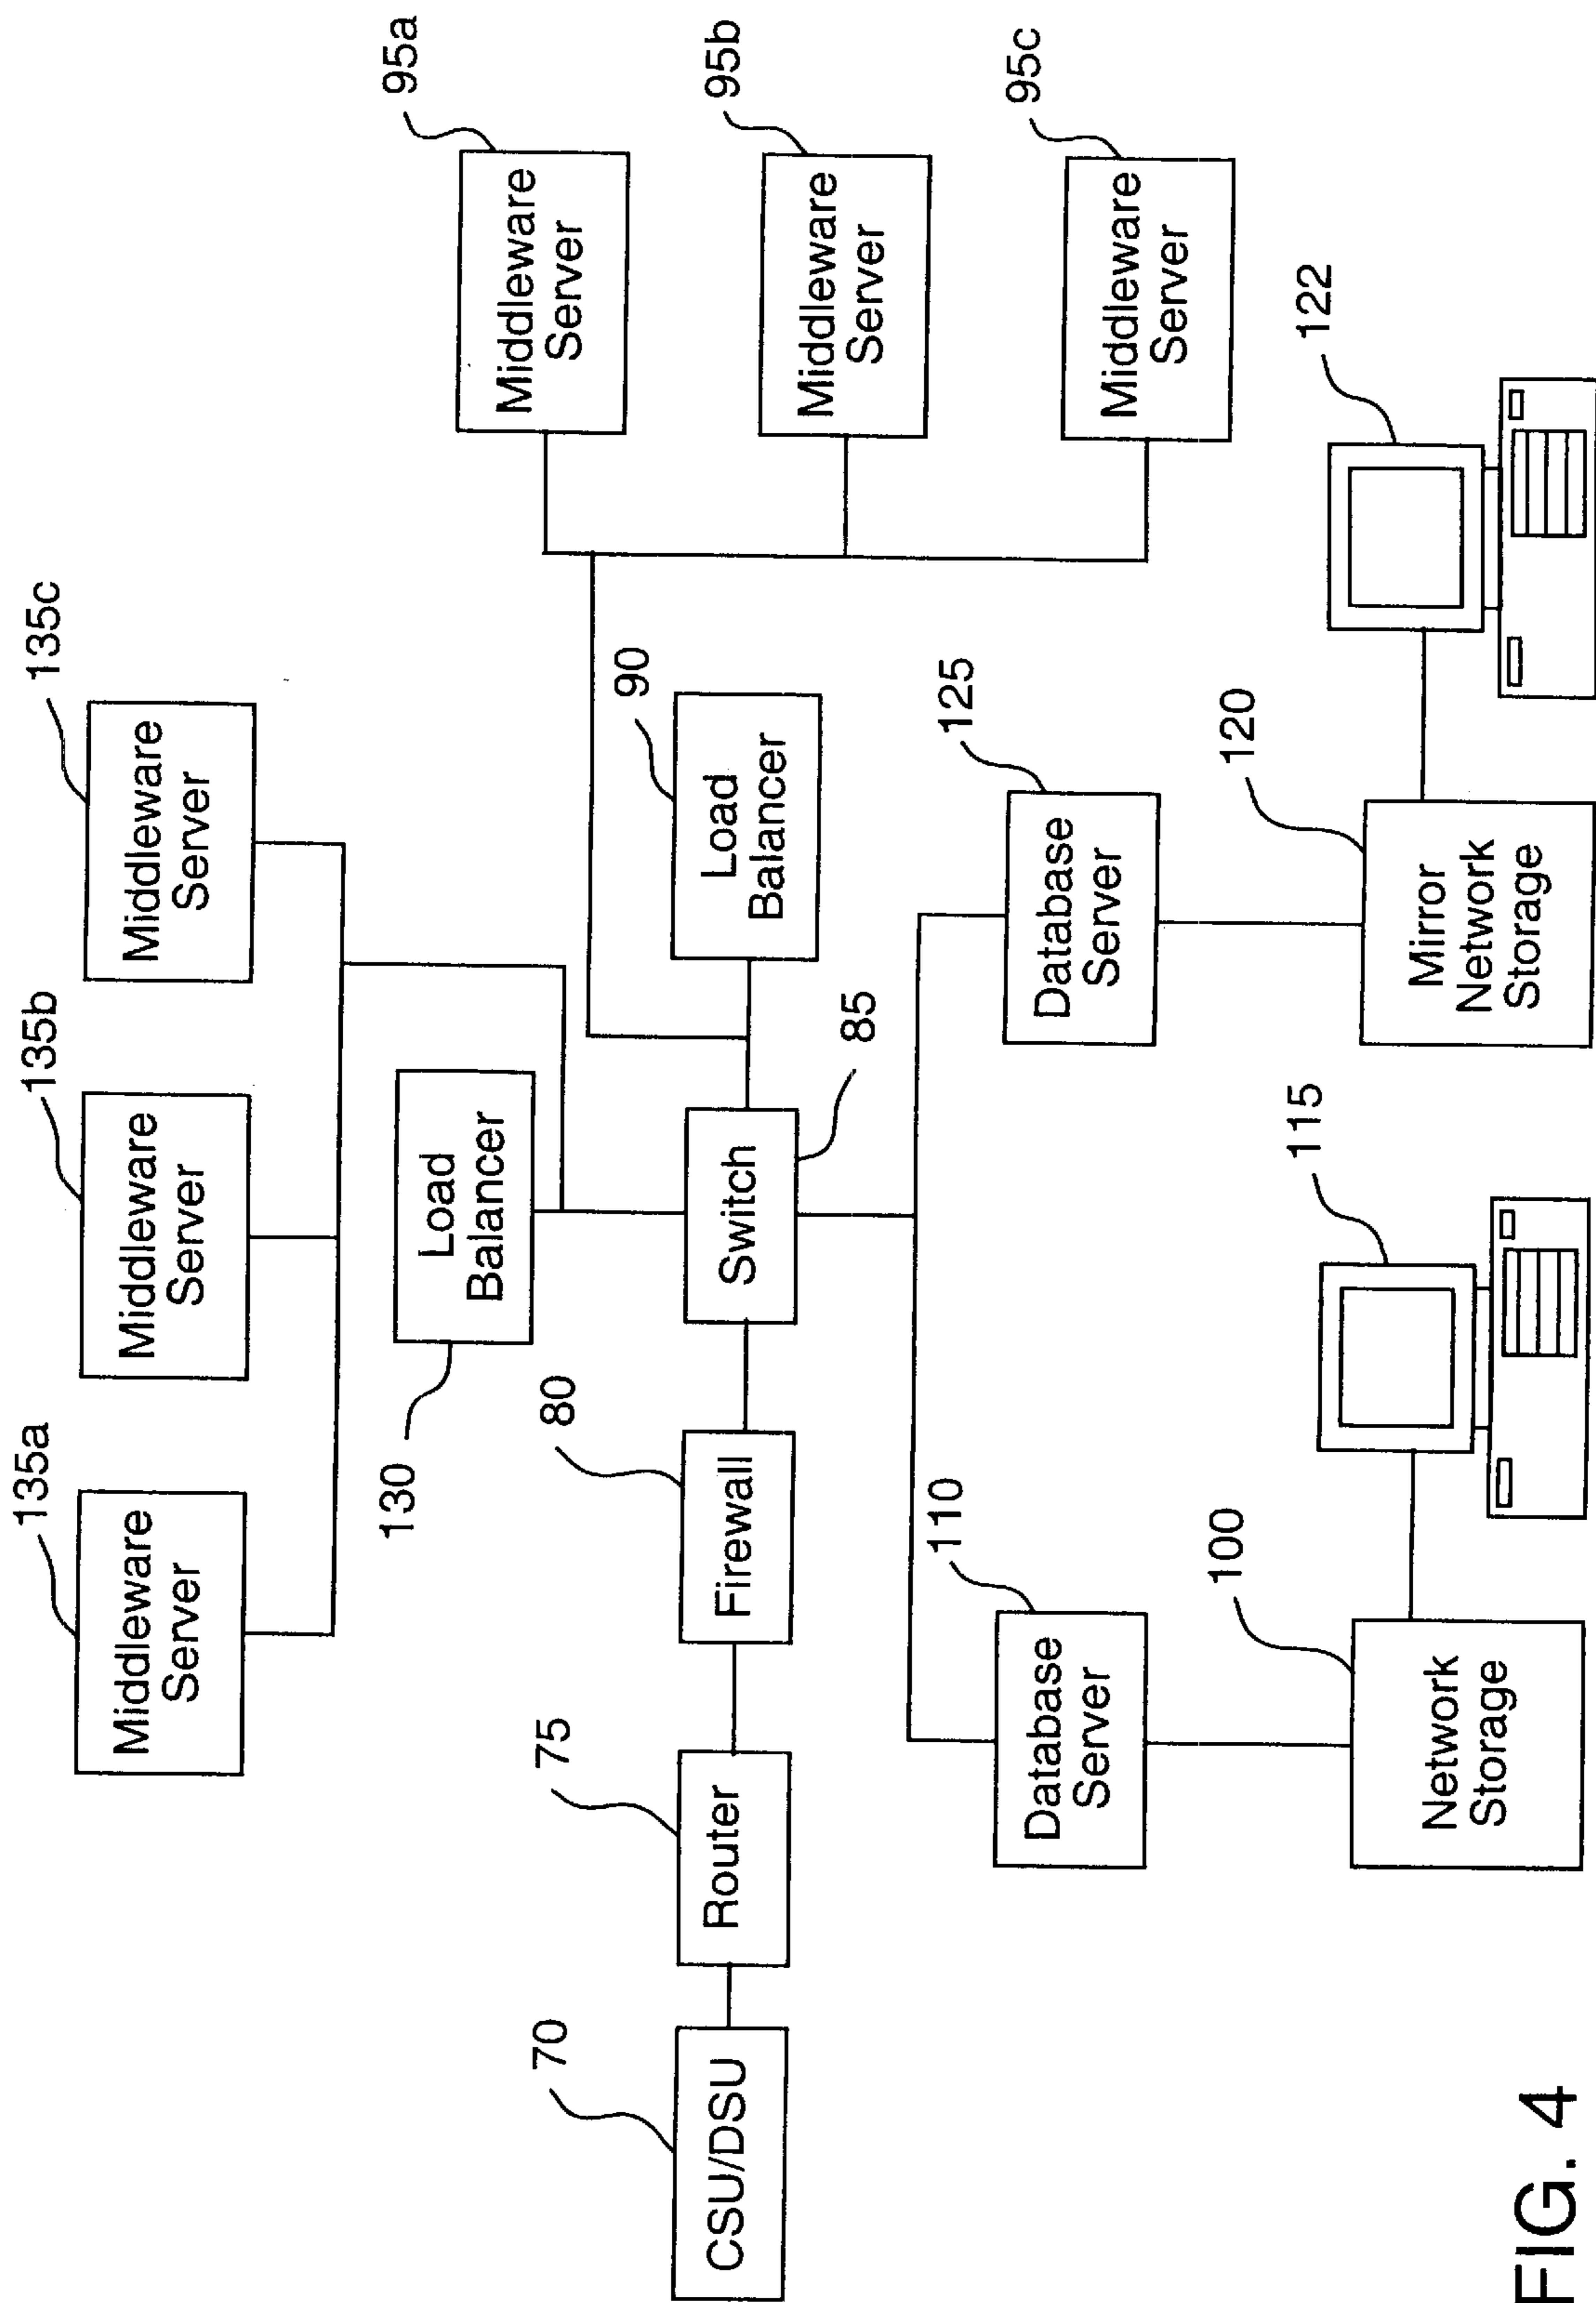 135a
135b
135c
Middleware
Server
Middleware
Server
Middleware
Server
95a
Middleware
Server
95b
Middleware
Server
95c
Middleware
Server
130
Load
Balancer
90
Load
Balancer
70
CSU/DSU
75
Router
80
Firewall
Switch
85
110
Database
Server
125
Database
Server
100
Network
Storage
115
120
Mirror
Network
Storage
122
FIG. 4